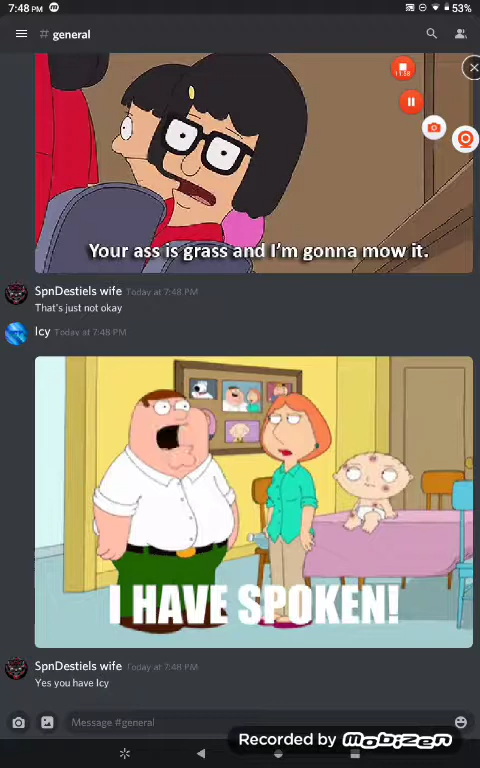 7:48 PM
53%
# general
11:18
Your ass is grass and I'm gonna mow it.
SpnDestiels wife Today at 7:48 PM
That's just not okay
Icy Today at 7:48 PM
I HAVE SPOKEN!
SpnDestiels wife Today at 7:48 PM
Yes you have Icy
Message #general
Recorded by mobizen